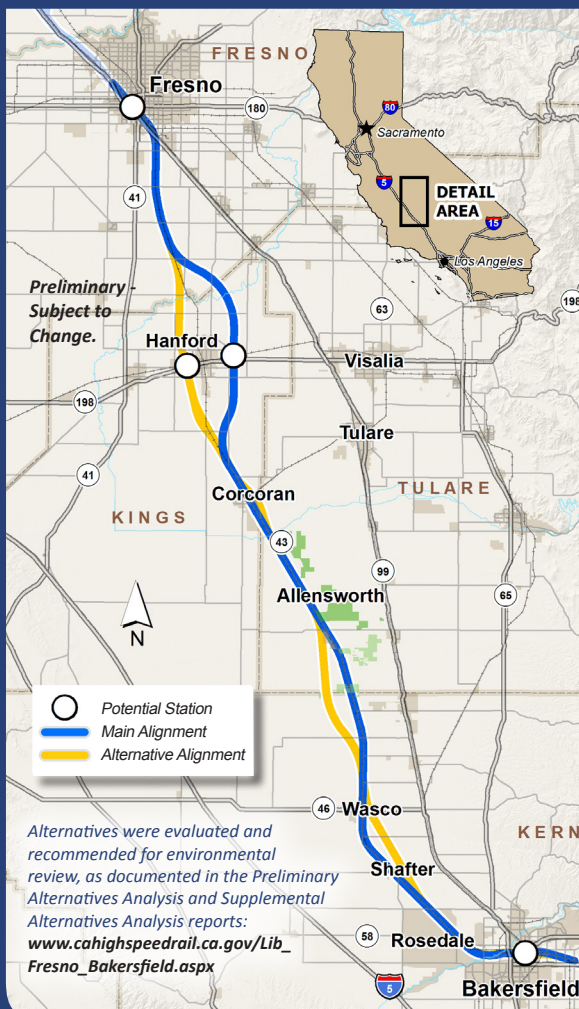 FRESNO
Fresno
180
80
Sacramento
5
DETAIL
AREA
15
Los Angeles
41
Preliminary -
Subject to
Change.
63
198
Hanford
Visalia
198
Tulare
41
Corcoran
TULARE
KINGS
43
99
Allensworth
65
N
Potential Station
Main Alignment
Alternative Alignment
46
Wasco
KERN
Alternatives were evaluated and
recommended for environmental
review, as documented in the Preliminary
Alternatives Analysis and Supplemental
Alternatives Analysis reports:
www.cahighspeedrail.ca.gov/Lib_
Fresno_Bakersfield.aspx
Shafter
58
Rosedale
5
Bakersfield